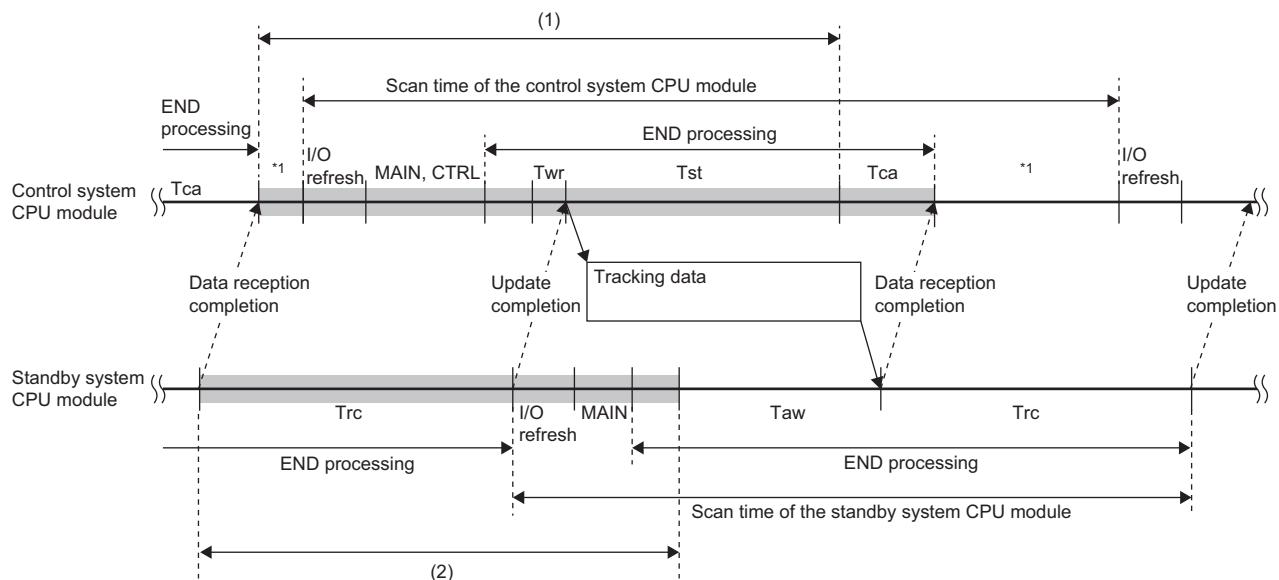 (1)
Scan time of the control system CPU module
END
processing
END processing
*1
I/O
refresh
MAIN, CTRL
Twr
Tst
Tca
*1
I/O
refresh
Control system
CPU module
Tca
Data reception
completion
Update
completion
Tracking data
Data reception
completion
Update
completion
Standby system
CPU module
Trc
I/O
refresh
MAIN
Taw
Trc
END processing
END processing
Scan time of the standby system CPU module
(2)